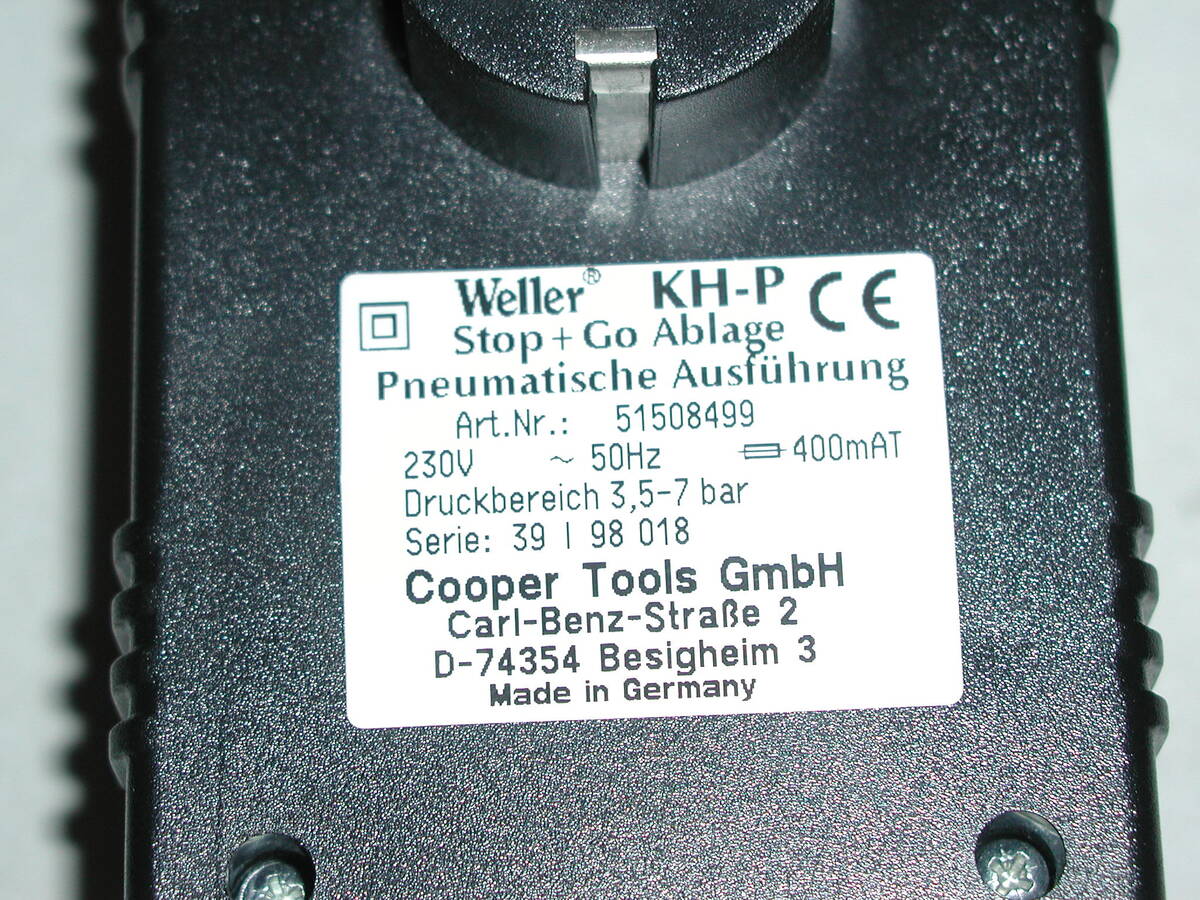 Weller® KH-P CE
Stop + Go Ablage
Pneumatische Ausführung
Art.Nr.: 51508499
230V ~ 50Hz 400mAT
Druckbereich 3,5-7 bar
Serie: 39 | 98 018
Cooper Tools GmbH
Carl-Benz-Straße 2
D-74354 Besigheim 3
Made in Germany